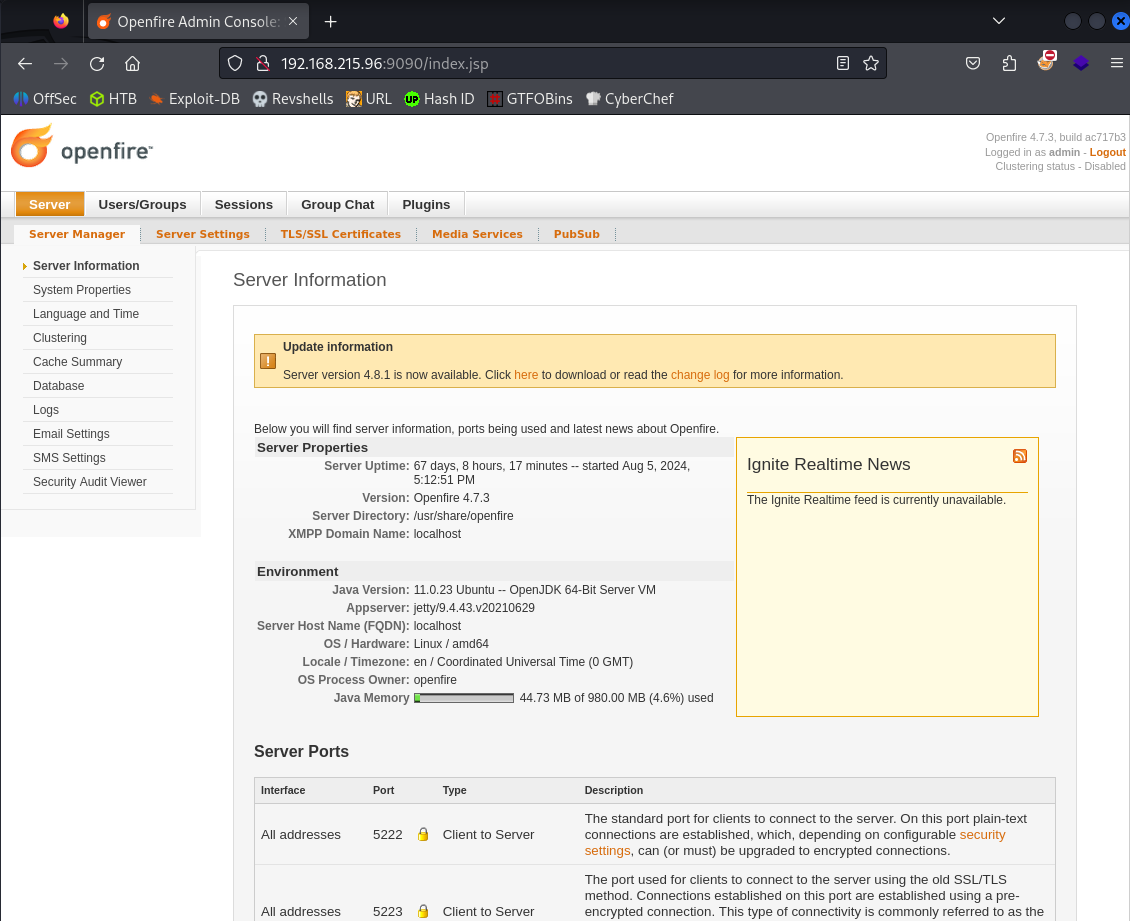 Openfire Admin Console:
192.168.215.96:9090/index.jsp
OffSec HTB Exploit-DB Revshells URL Hash ID GTFOBins CyberChef
openfire™
Openfire 4.7.3, build ac717b3
Logged in as admin - Logout
Clustering status - Disabled
Server Users/Groups Sessions Group Chat Plugins
Server Manager Server Settings TLS/SSL Certificates Media Services PubSub
Server Information
System Properties
Language and Time
Clustering
Cache Summary
Database
Logs
Email Settings
SMS Settings
Security Audit Viewer
Server Information
Update information
Server version 4.8.1 is now available. Click here to download or read the change log for more information.
Below you will find server information, ports being used and latest news about Openfire.
Server Properties
Server Uptime: 67 days, 8 hours, 17 minutes -- started Aug 5, 2024,
5:12:51 PM
Version: Openfire 4.7.3
Server Directory: /usr/share/openfire
XMPP Domain Name: localhost
Environment
Java Version: 11.0.23 Ubuntu -- OpenJDK 64-Bit Server VM
Appserver: jetty/9.4.43.v20210629
Server Host Name (FQDN): localhost
OS / Hardware: Linux / amd64
Locale / Timezone: en / Coordinated Universal Time (0 GMT)
OS Process Owner: openfire
Java Memory 44.73 MB of 980.00 MB (4.6%) used
Ignite Realtime News
The Ignite Realtime feed is currently unavailable.
Server Ports
Interface Port Type Description
All addresses 5222 Client to Server
The standard port for clients to connect to the server. On this port plain-text
connections are established, which, depending on configurable security
settings, can (or must) be upgraded to encrypted connections.
All addresses 5223 Client to Server
The port used for clients to connect to the server using the old SSL/TLS
method. Connections established on this port are established using a pre-
encrypted connection. This type of connectivity is commonly referred to as the